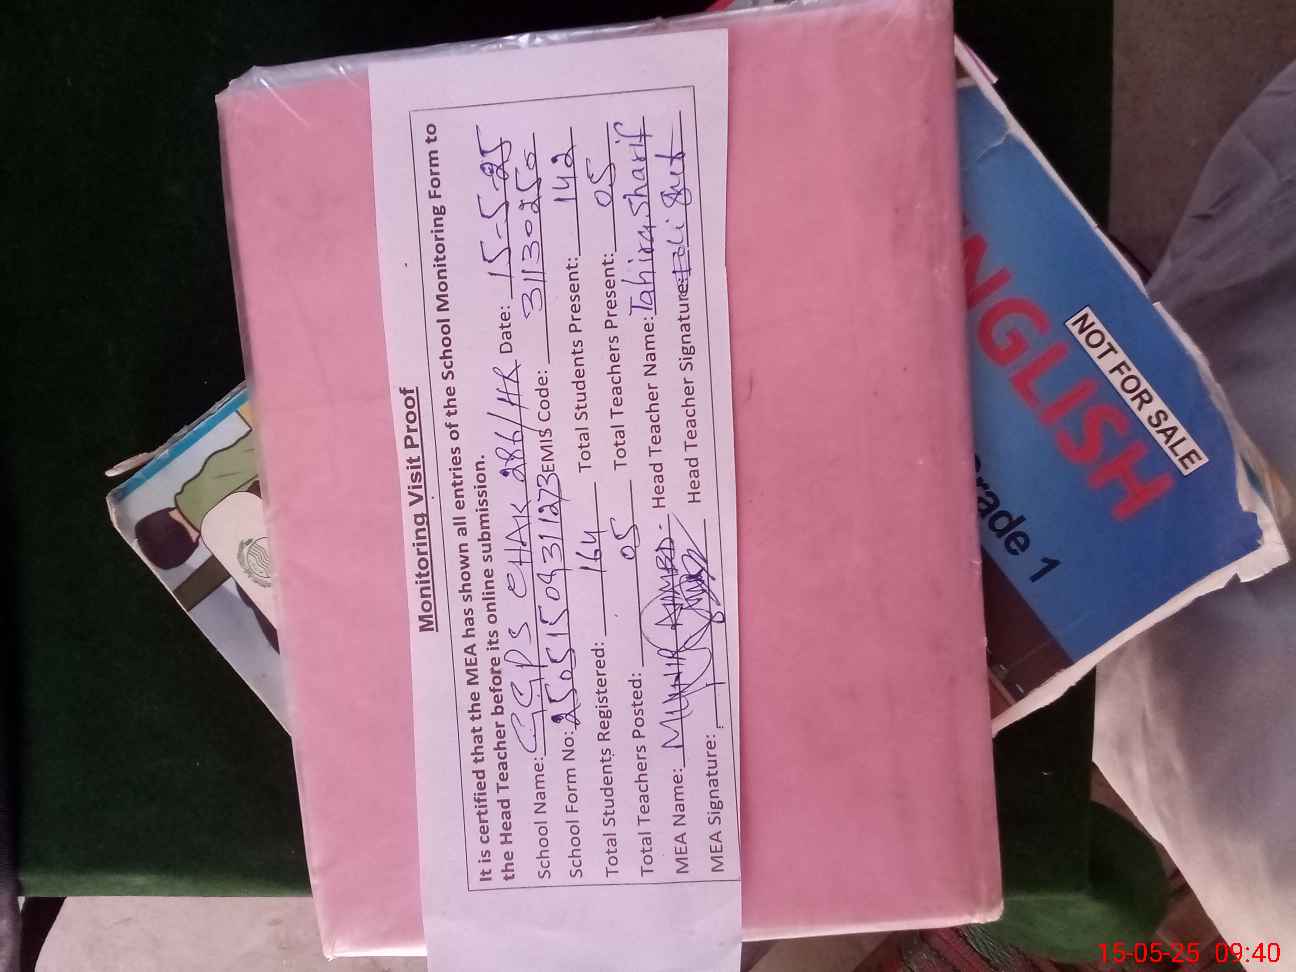 Monitoring Visit Proof
It is certified that the MEA has shown all entries of the School Monitoring Form to
the Head Teacher before its online submission.
School Name: GGPS CHAK 286/HR Date: 15-5-25
School Form No: EMIS Code: 31130250
Total Students Registered: 164 Total Students Present: 142
Total Teachers Posted: 05 Total Teachers Present: 05
MEA Name: MUNIR AHMED. Head Teacher Name: Tahira Sharif
MEA Signature: Head Teacher Signature:
ENGLISH
NOT FOR SALE
Grade 1
15-05-25 09:40